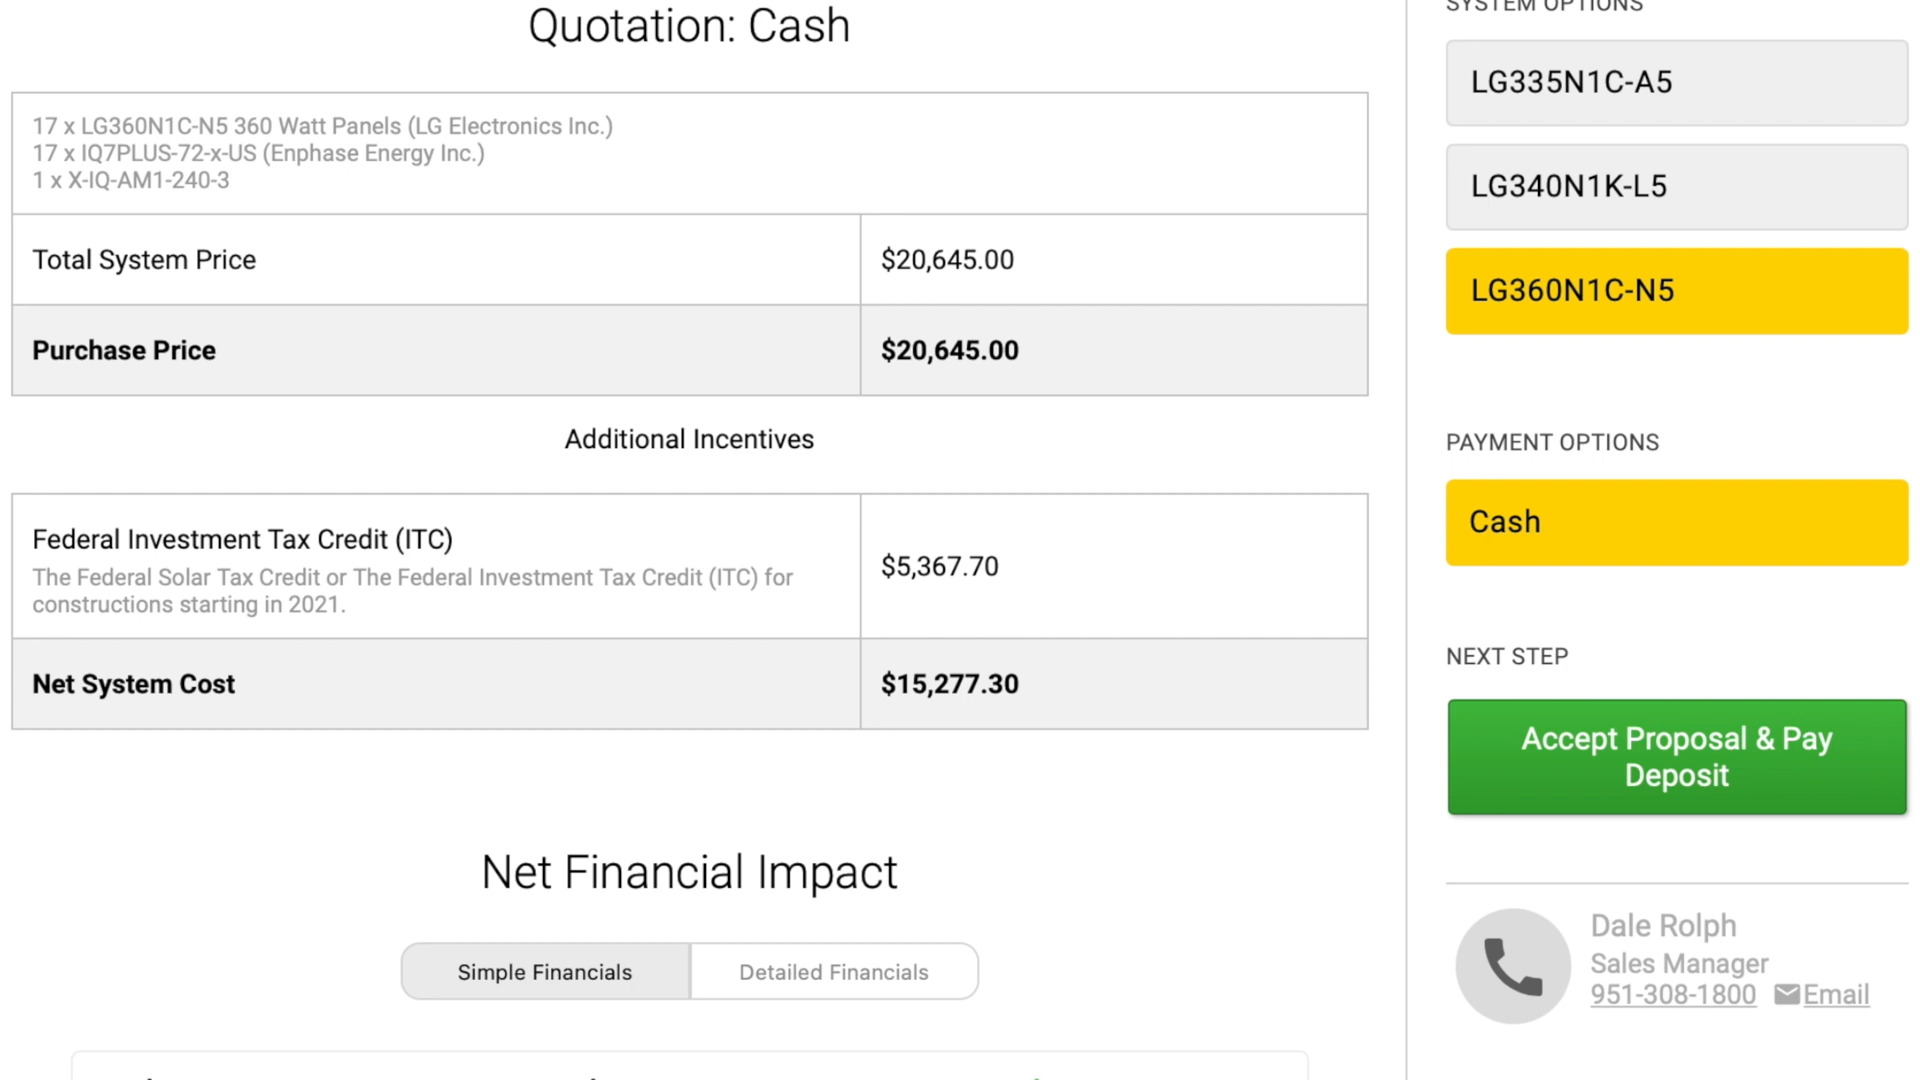 Quotation: Cash
17 x LG360N1C-N5 360 Watt Panels (LG Electronics Inc.)
17 x IQ7PLUS-72-x-US (Enphase Energy Inc.)
1 x X-IQ-AM1-240-3
Total System Price $20,645.00
Purchase Price $20,645.00
Additional Incentives
Federal Investment Tax Credit (ITC)
The Federal Solar Tax Credit or The Federal Investment Tax Credit (ITC) for
constructions starting in 2021.
$5,367.70
Net System Cost $15,277.30
Net Financial Impact
Simple Financials Detailed Financials
SYSTEM OPTIONS
LG335N1C-A5
LG340N1K-L5
LG360N1C-N5
PAYMENT OPTIONS
Cash
NEXT STEP
Accept Proposal & Pay
Deposit
Dale Rolph
Sales Manager
951-308-1800 Email